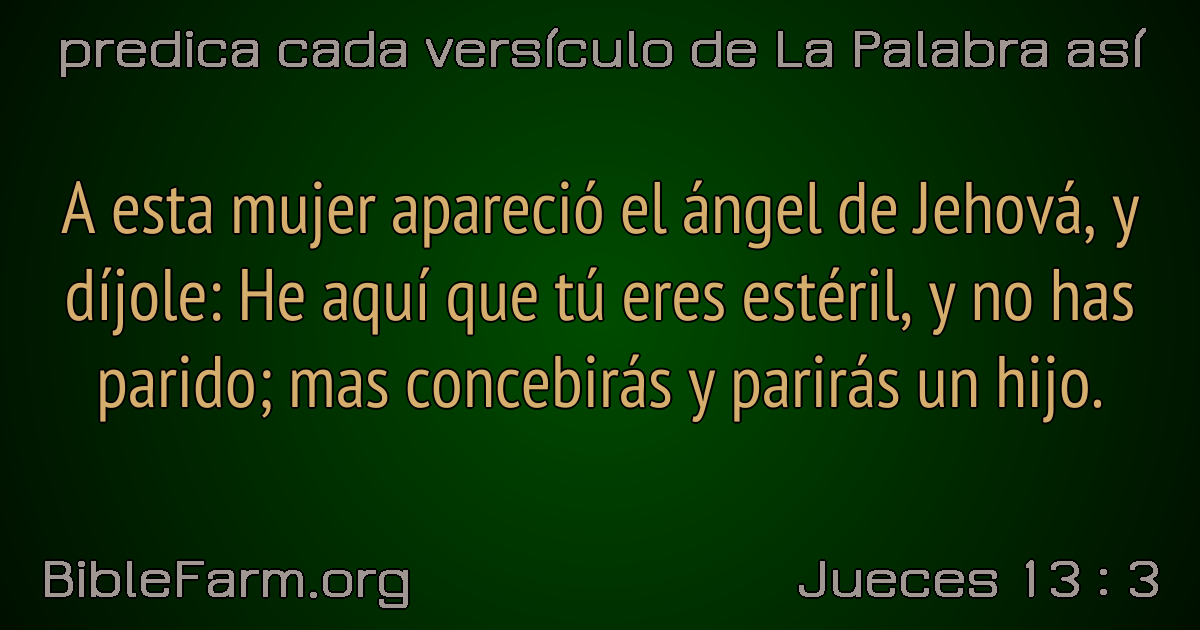 predica cada versículo de La Palabra así
A esta mujer apareció el ángel de Jehová, y
díjole: He aquí que tú eres estéril, y no has
parido; mas concebirás y parirás un hijo.
BibleFarm.org
Jueces 13 : 3